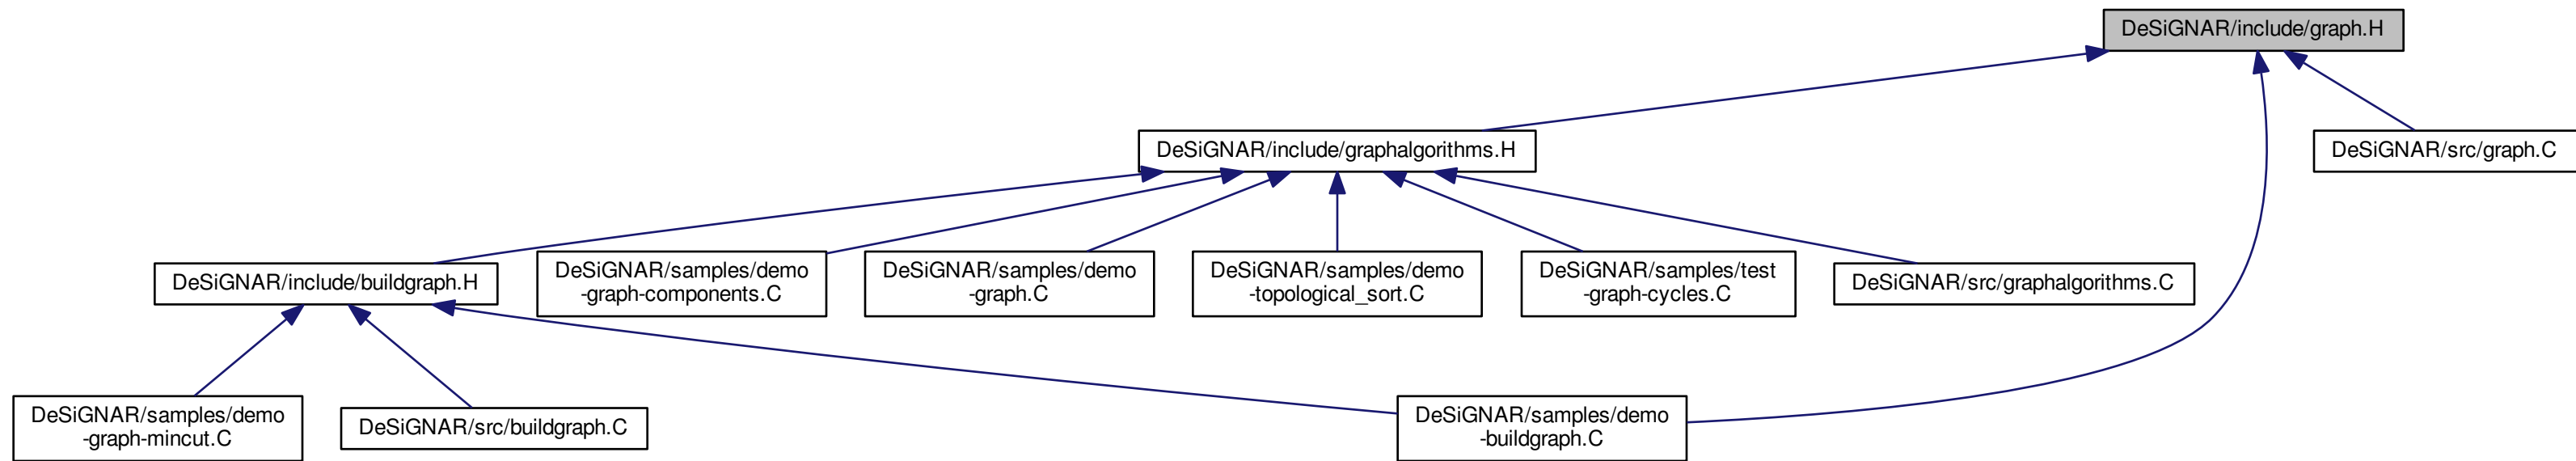 DeSiGNAR/include/graph.H
DeSiGNAR/include/graphalgorithms.H
DeSiGNAR/src/graph.C
DeSiGNAR/include/buildgraph.H
DeSiGNAR/samples/demo
-graph-components.C
DeSiGNAR/samples/demo
-graph.C
DeSiGNAR/samples/demo
-topological_sort.C
DeSiGNAR/samples/test
-graph-cycles.C
DeSiGNAR/src/graphalgorithms.C
DeSiGNAR/samples/demo
-graph-mincut.C
DeSiGNAR/src/buildgraph.C
DeSiGNAR/samples/demo
-buildgraph.C